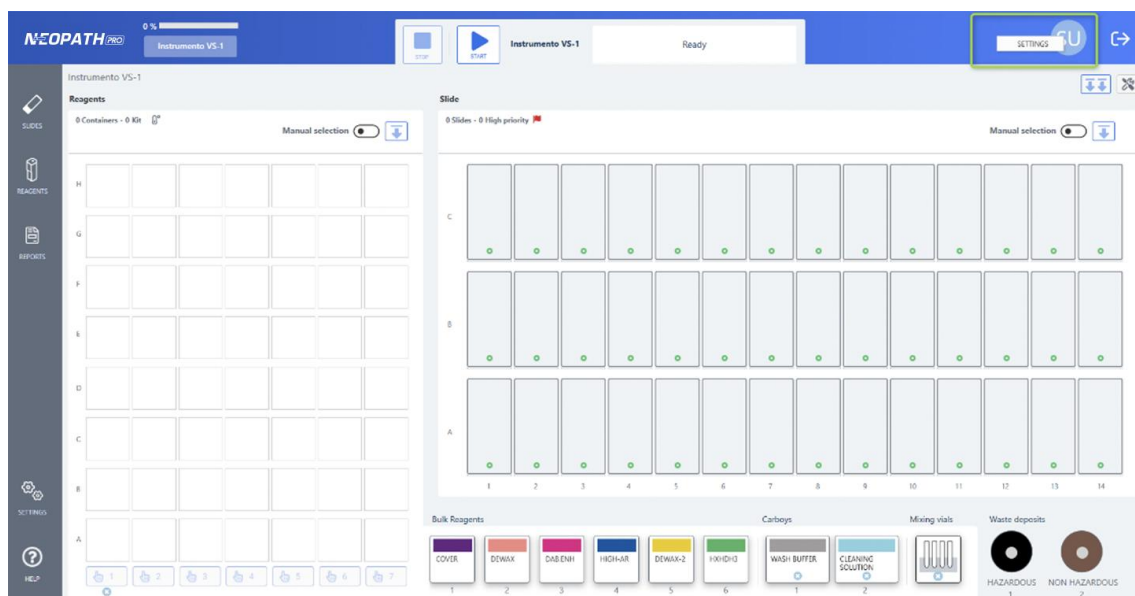 NEOPATH PRO
0 %
Instrumento VS-1
STOP
START
Instrumento VS-1
Ready
SETTINGS
SU
Instrumento VS-1
Reagents
0 Containers - 0 Kit
Manual selection
Slide
0 Slides - 0 High priority
Manual selection
SLIDES
REAGENTS
REPORTS
SETTINGS
HELP
H
G
F
E
D
C
B
A
1 2 3 4 5 6 7
C
B
A
1 2 3 4 5 6 7 8 9 10 11 12 13 14
Bulk Reagents
COVER DEWAX DAB ENH HIGH-AR DEWAX-2
1 2 3 4 5 6
Carboys
WASH BUFFER
CLEANING
SOLUTION
1 2
Mixing vials
Waste deposits
HAZARDOUS NON HAZARDOUS
1 2